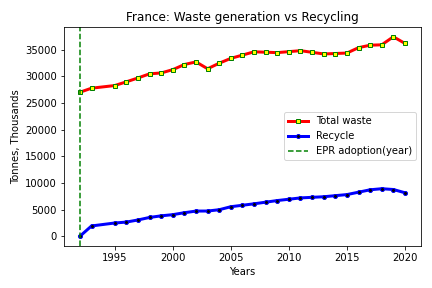 France: Waste generation vs Recycling
Tonnes, Thousands
35000
30000
25000
20000
15000
10000
5000
0
Total waste
Recycle
EPR adoption(year)
1995 2000 2005 2010 2015 2020
Years